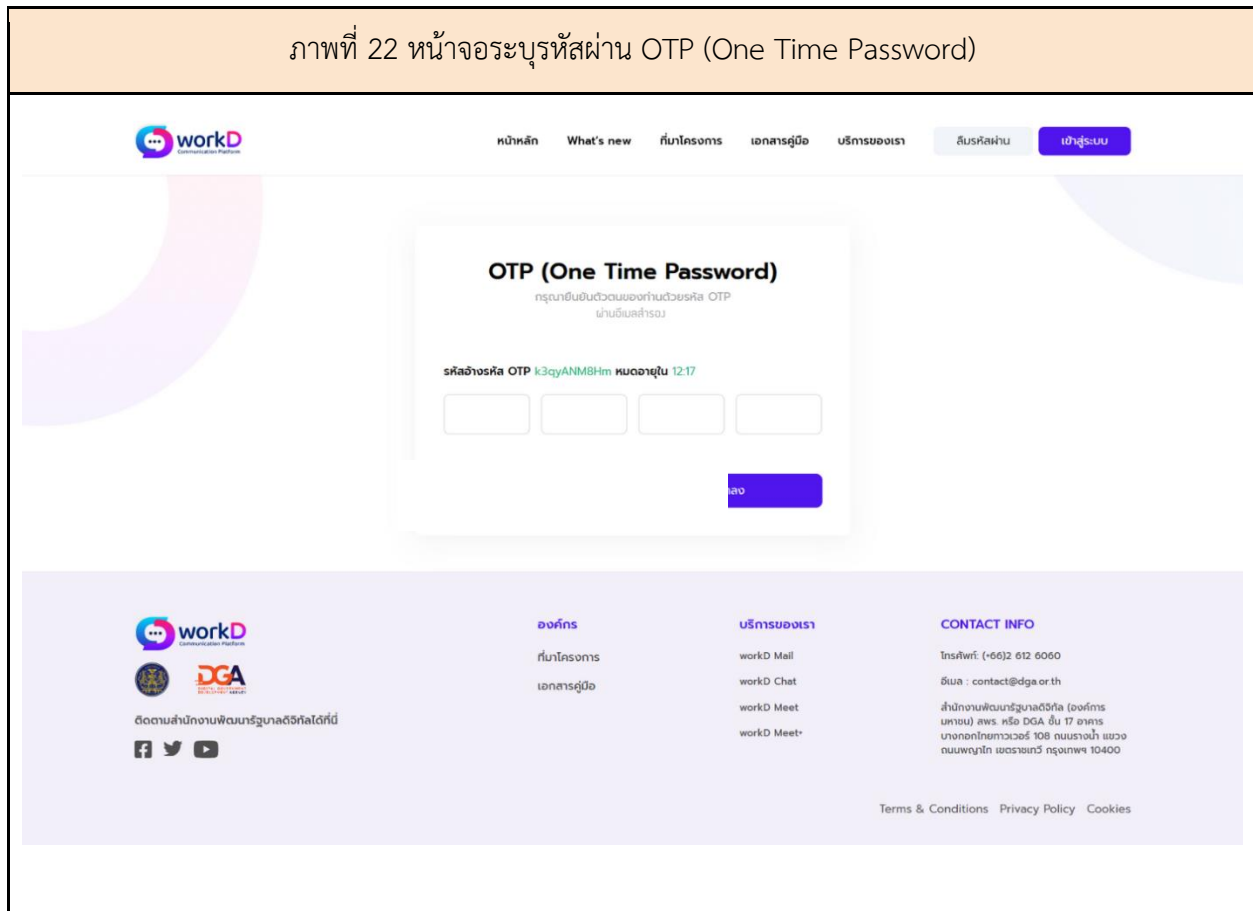 ภาพที่ 22 หน้าจอระบุรหัสผ่าน OTP (One Time Password)
workD
Communication Platform
หน้าหลัก What's new ที่มาโครงการ เอกสารคู่มือ บริการของเรา ลืมรหัสผ่าน เข้าสู่ระบบ
OTP (One Time Password)
กรุณายืนยันตัวตนของท่านด้วยรหัส OTP
ผ่านอีเมลสำรอง
รหัสอ้างรหัส OTP k3qyANM8Hm หมดอายุใน 12:17
workD
Communication Platform
DGA
ติดตามสำนักงานพัฒนารัฐบาลดิจิทัลได้ที่นี่
องค์กร
ที่มาโครงการ
เอกสารคู่มือ
บริการของเรา
workD Mail
workD Chat
workD Meet
workD Meet+
CONTACT INFO
โทรศัพท์: (+66)2 612 6060
อีเมล : contact@dga.or.th
สำนักงานพัฒนารัฐบาลดิจิทัล (องค์การ
มหาชน) สพร. หรือ DGA ชั้น 17 อาคาร
บางกอกไทยทาวเวอร์ 108 ถนนรางน้ำ แขวง
ถนนพญาไท เขตราชเทวี กรุงเทพฯ 10400
Terms & Conditions Privacy Policy Cookies